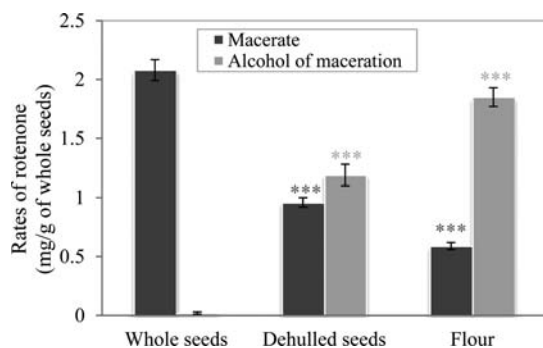 2.5
2
1.5
1
0.5
0
Rates of rotenone
(mg/g of whole seeds)
Macerate
Alcohol of maceration
***
***
***
***
Whole seeds Dehulled seeds Flour